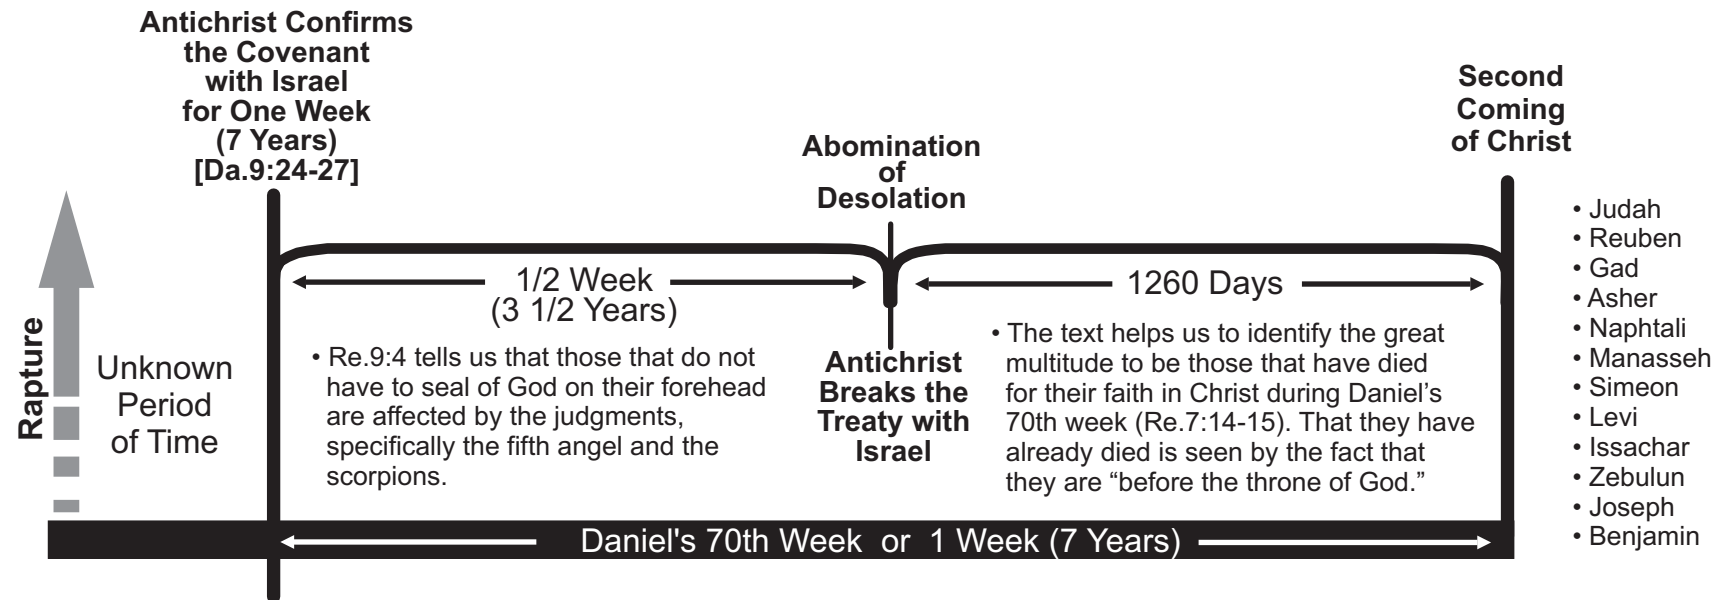 Antichrist Confirms
the Covenant
with Israel
for One Week
(7 Years)
[Da.9:24-27]
Abomination
of
Desolation
Second
Coming
of Christ
Rapture
Unknown
Period
of Time
1/2 Week
(3 1/2 Years)
• Re.9:4 tells us that those that do not
have to seal of God on their forehead
are affected by the judgments,
specifically the fifth angel and the
scorpions.
Antichrist
Breaks the
Treaty with
Israel
1260 Days
• The text helps us to identify the great
multitude to be those that have died
for their faith in Christ during Daniel’s
70th week (Re.7:14-15). That they have
already died is seen by the fact that
they are “before the throne of God.”
• Judah
• Reuben
• Gad
• Asher
• Naphtali
• Manasseh
• Simeon
• Levi
• Issachar
• Zebulun
• Joseph
• Benjamin
Daniel's 70th Week or 1 Week (7 Years)